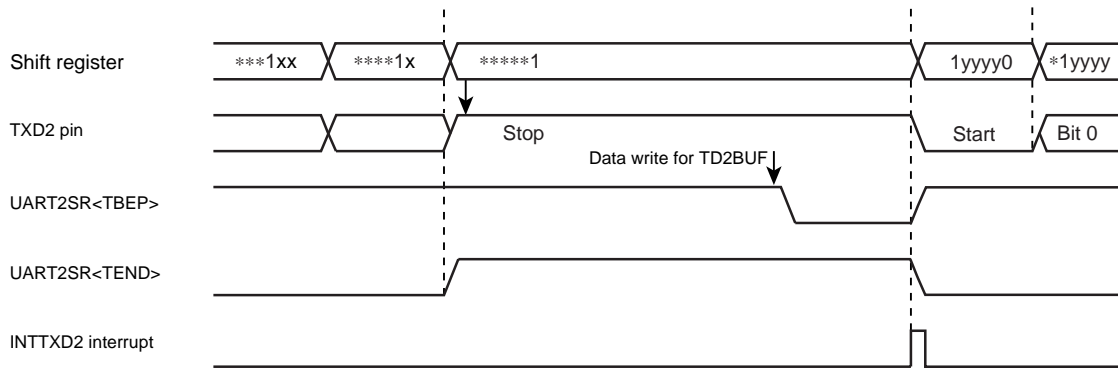 Shift register ***1xx ****1x *****1 1yyyy0 *1yyyy
TXD2 pin Stop Start Bit 0
Data write for TD2BUF
UART2SR<TBEP>
UART2SR<TEND>
INTTXD2 interrupt